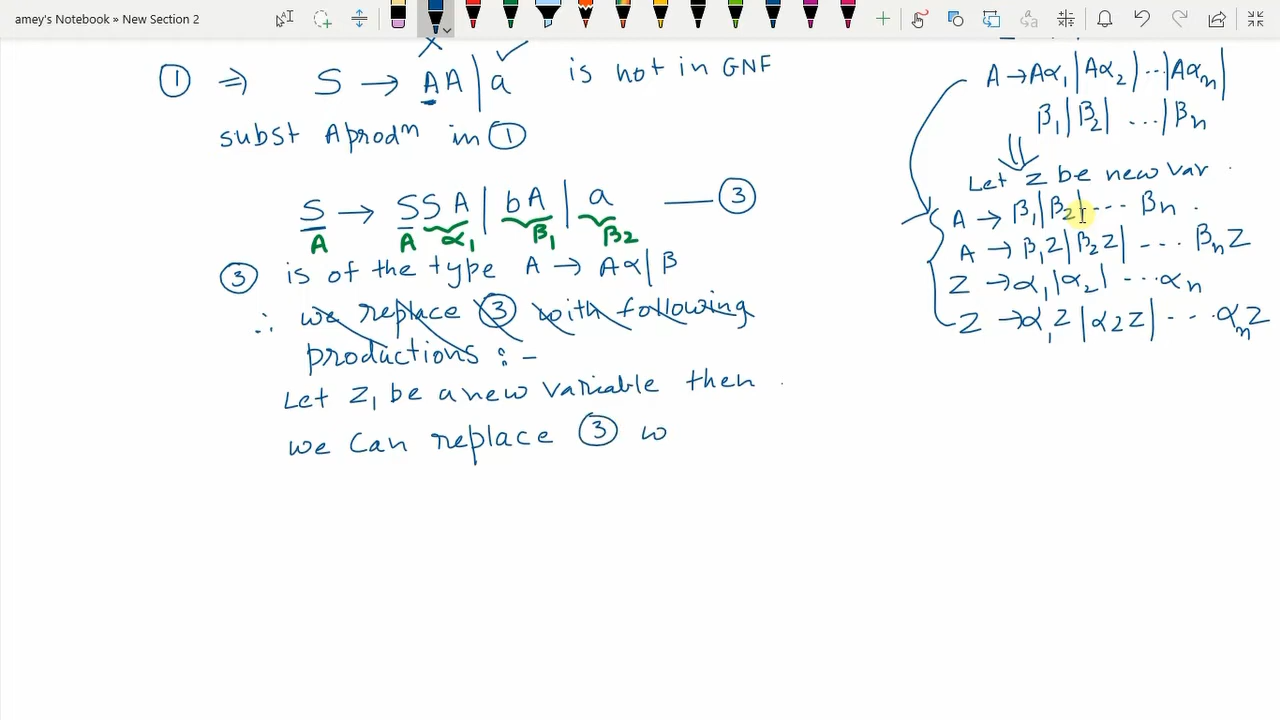 amey's Notebook » New Section 2
① ⇒ S → AA | a is not in GNF
subst A prodⁿ in ①
S → SSA | bA | a — ③
A A α₁ β₁ β₂
③ is of the type A → Aα | β
∴ we replace ③ with following
productions :-
Let Z₁ be a new variable then
we can replace ③ w
A → Aα₁ | Aα₂ | ... | Aαₙ |
β₁ | β₂ | ... | βₙ
⇓
Let Z be new var
A → β₁ | β₂ | ... βₙ
A → β₁Z | β₂Z | ... βₙZ
Z → α₁ | α₂ | ... αₙ
Z → α₁Z | α₂Z | ... αₙZ